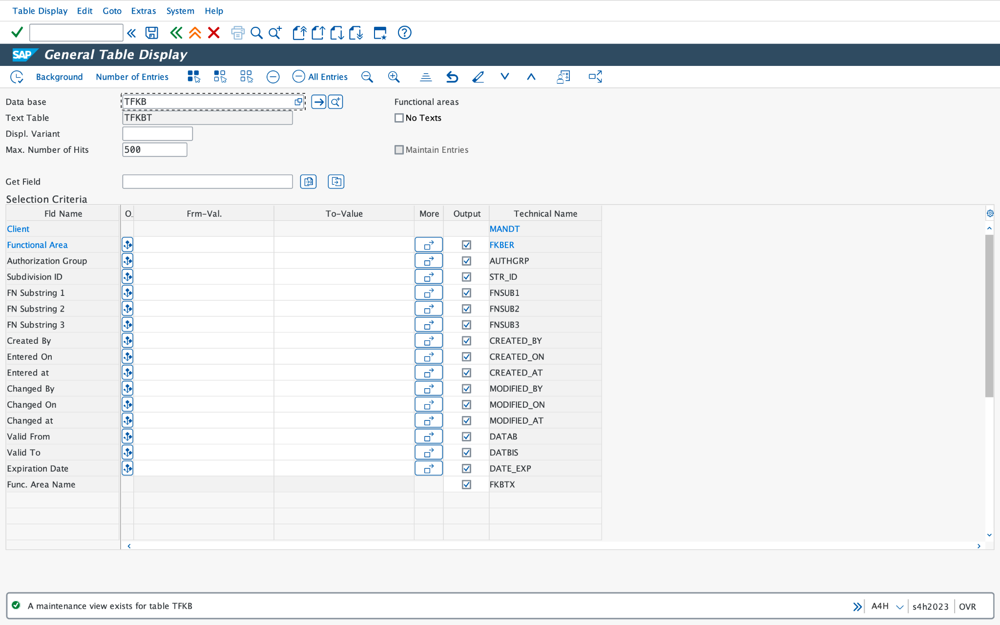 Table Display Edit Goto Extras System Help
SAP General Table Display
Background Number of Entries All Entries
Data base TFKB Functional areas
Text Table TFKBT No Texts
Displ. Variant
Max. Number of Hits 500 Maintain Entries
Get Field
Selection Criteria
Fld Name O.. Frm-Val. To-Value More Output Technical Name
Client MANDT
Functional Area FKBER
Authorization Group AUTHGRP
Subdivision ID STR_ID
FN Substring 1 FNSUB1
FN Substring 2 FNSUB2
FN Substring 3 FNSUB3
Created By CREATED_BY
Entered On CREATED_ON
Entered at CREATED_AT
Changed By MODIFIED_BY
Changed On MODIFIED_ON
Changed at MODIFIED_AT
Valid From DATAB
Valid To DATBIS
Expiration Date DATE_EXP
Func. Area Name FKBTX
A maintenance view exists for table TFKB A4H s4h2023 OVR